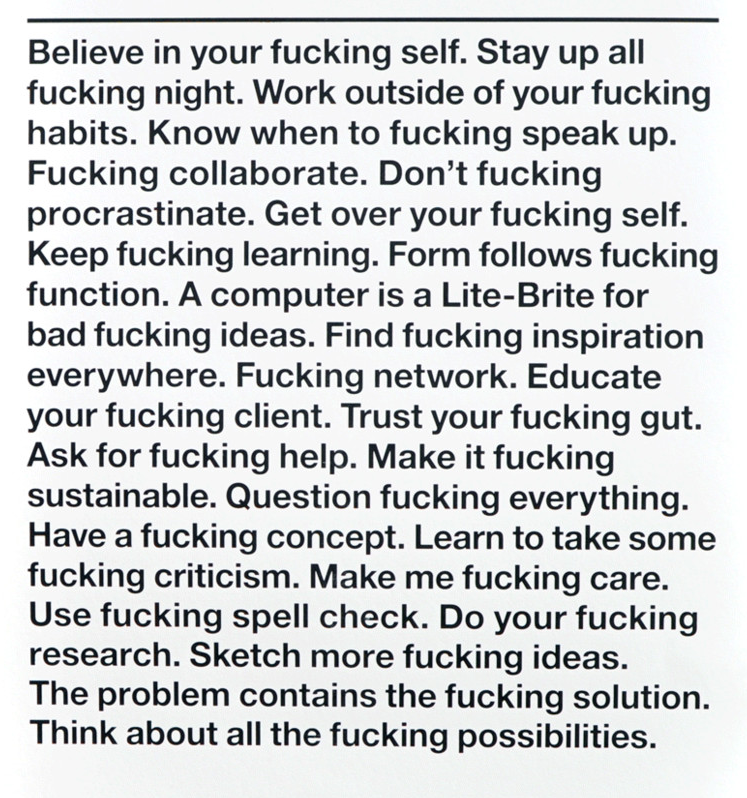 Believe in your fucking self. Stay up all
fucking night. Work outside of your fucking
habits. Know when to fucking speak up.
Fucking collaborate. Don’t fucking
procrastinate. Get over your fucking self.
Keep fucking learning. Form follows fucking
function. A computer is a Lite-Brite for
bad fucking ideas. Find fucking inspiration
everywhere. Fucking network. Educate
your fucking client. Trust your fucking gut.
Ask for fucking help. Make it fucking
sustainable. Question fucking everything.
Have a fucking concept. Learn to take some
fucking criticism. Make me fucking care.
Use fucking spell check. Do your fucking
research. Sketch more fucking ideas.
The problem contains the fucking solution.
Think about all the fucking possibilities.